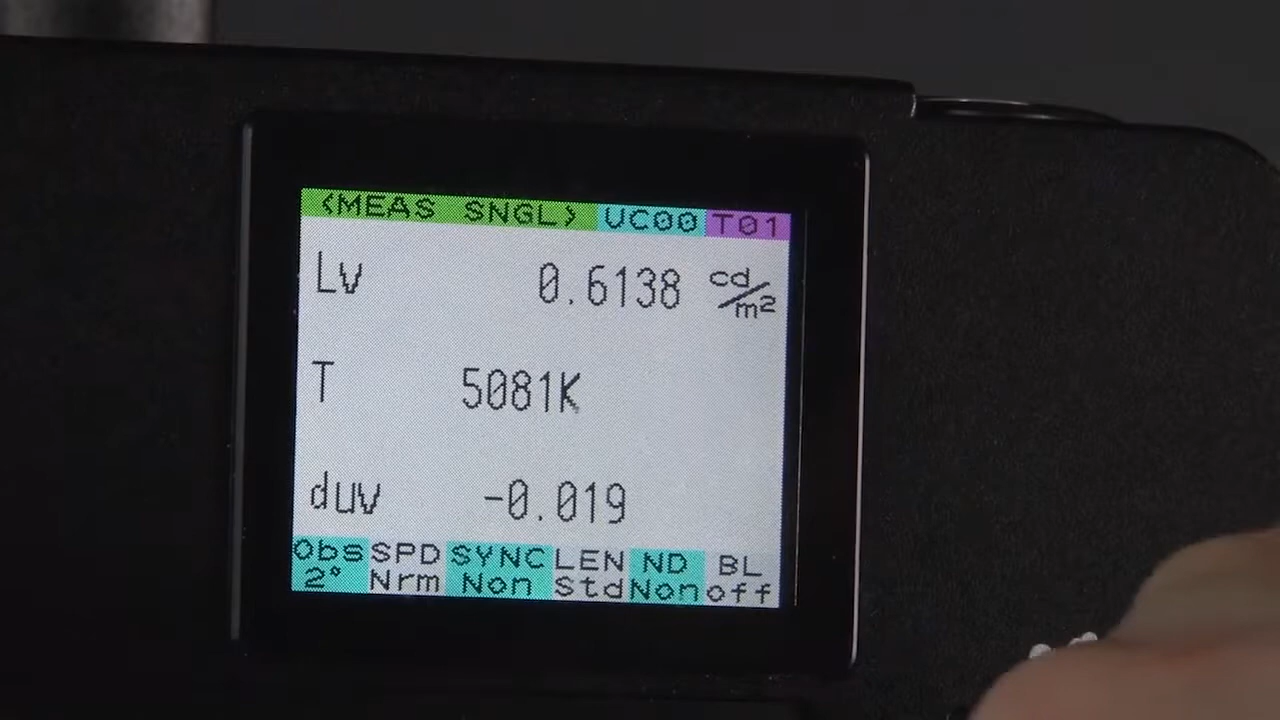 <MEAS SNGL> UC00 T01
Lv 0.6138 cd/m2
T 5081K
duv -0.019
Obs SPD SYNC LEN ND BL
2° Nrm Non Std Non off